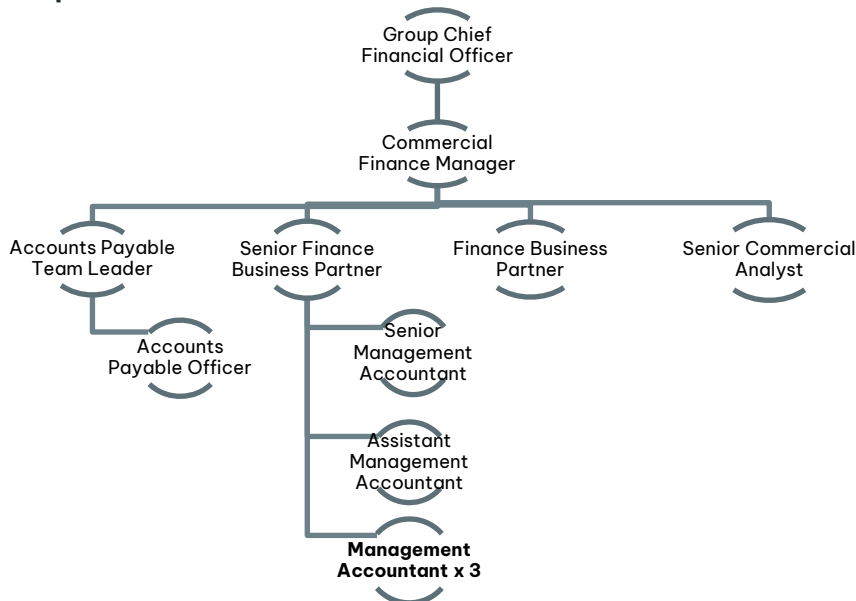 Group Chief
Financial Officer
Commercial
Finance Manager
Accounts Payable
Team Leader
Senior Finance
Business Partner
Finance Business
Partner
Senior Commercial
Analyst
Accounts
Payable Officer
Senior
Management
Accountant
Assistant
Management
Accountant
Management
Accountant x 3